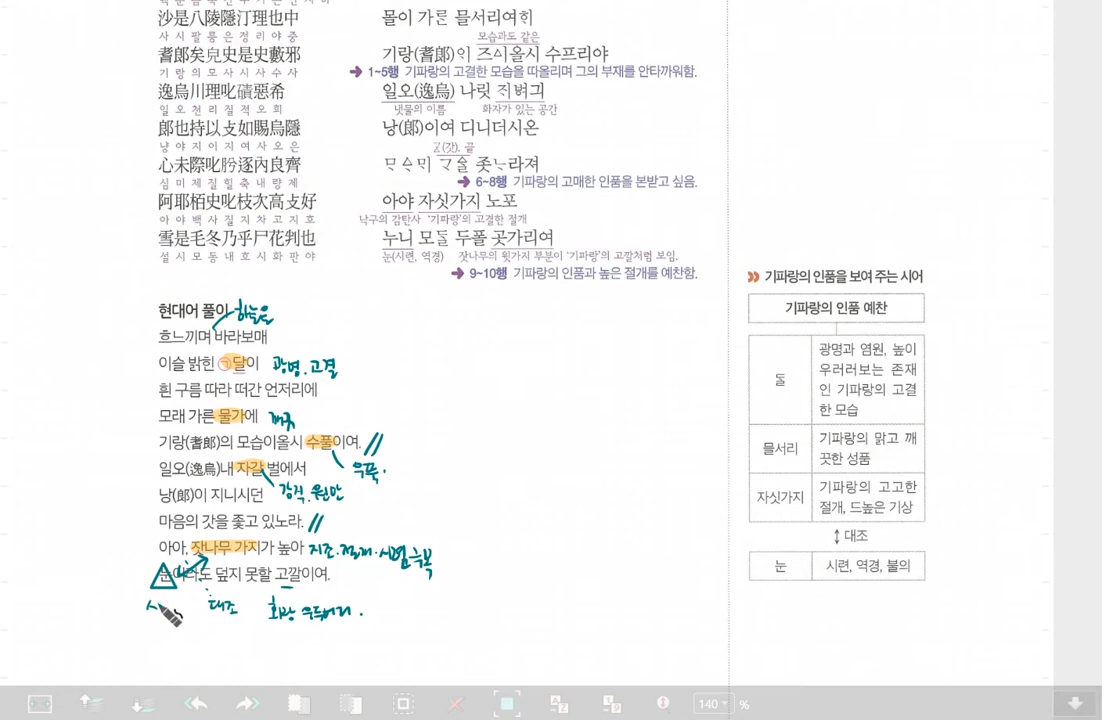 沙是八陵隱汀理也中
사 시 팔 릉 은 정 리 야 중
耆郎矣皃史是史藪邪
기 랑 의 모 사 시 사 수 사
逸烏川理叱磧惡希
일 오 천 리 질 적 오 희
郎也持以支如賜烏隱
냥 야 지 이 지 여 사 오 은
心未際叱肹逐內良齊
심 미 제 질 힐 축 내 량 제
阿耶栢史叱枝次高支好
아 야 백 사 질 지 차 고 지 호
雪是毛冬乃乎尸花判也
설 시 모 동 내 호 시 화 판 야
몰이 가른 믈서리여히
모습과도 같은
기랑(耆郎)의 즈시올시 수프리야
➔ 1~5행 기파랑의 고결한 모습을 따올리며 그의 부재를 안타까워함.
일오(逸烏) 나릿
냇물의 이름 화자가 있는 공간
낭(郎)이여 디니더시온
끝
좇 라져
➔ 6~8행 기파랑의 고매한 인품을 본받고 싶음.
아야 자싯가지 노포
낙구의 감탄사 '기파랑'의 고결한 절개
누니 모 두폴 곳가리여
눈(시련, 역경) 잣나무의 윗가지 부분이 '기파랑'의 고깔처럼 보임.
➔ 9~10행 기파랑의 인품과 높은 절개를 예찬함.
현대어 풀이
하늘을
흐느끼며 바라보매
이슬 밝힌 달이 광명. 고결
흰 구름 따라 떠간 언저리에
모래 가른 물가에
기랑(耆郎)의 모습이올시 수풀이여. //
일오(逸烏)내 자갈 벌에서
강직. 원만
낭(郎)이 지니시던
마음의 갓을 좇고 있노라. //
아아, 잣나무 가지가 높아 지조. 절개. 시련 극복
눈이라도 덮지 못할 고깔이여.
대조 화랑 우두머리.
» 기파랑의 인품을 보여 주는 시어
기파랑의 인품 예찬
광명과 염원, 높이
우러러보는 존재
인 기파랑의 고결
한 모습
믈서리 기파랑의 맑고 깨
끗한 성품
자싯가지 기파랑의 고고한
절개, 드높은 기상
↕ 대조
눈 시련, 역경, 불의
140 %